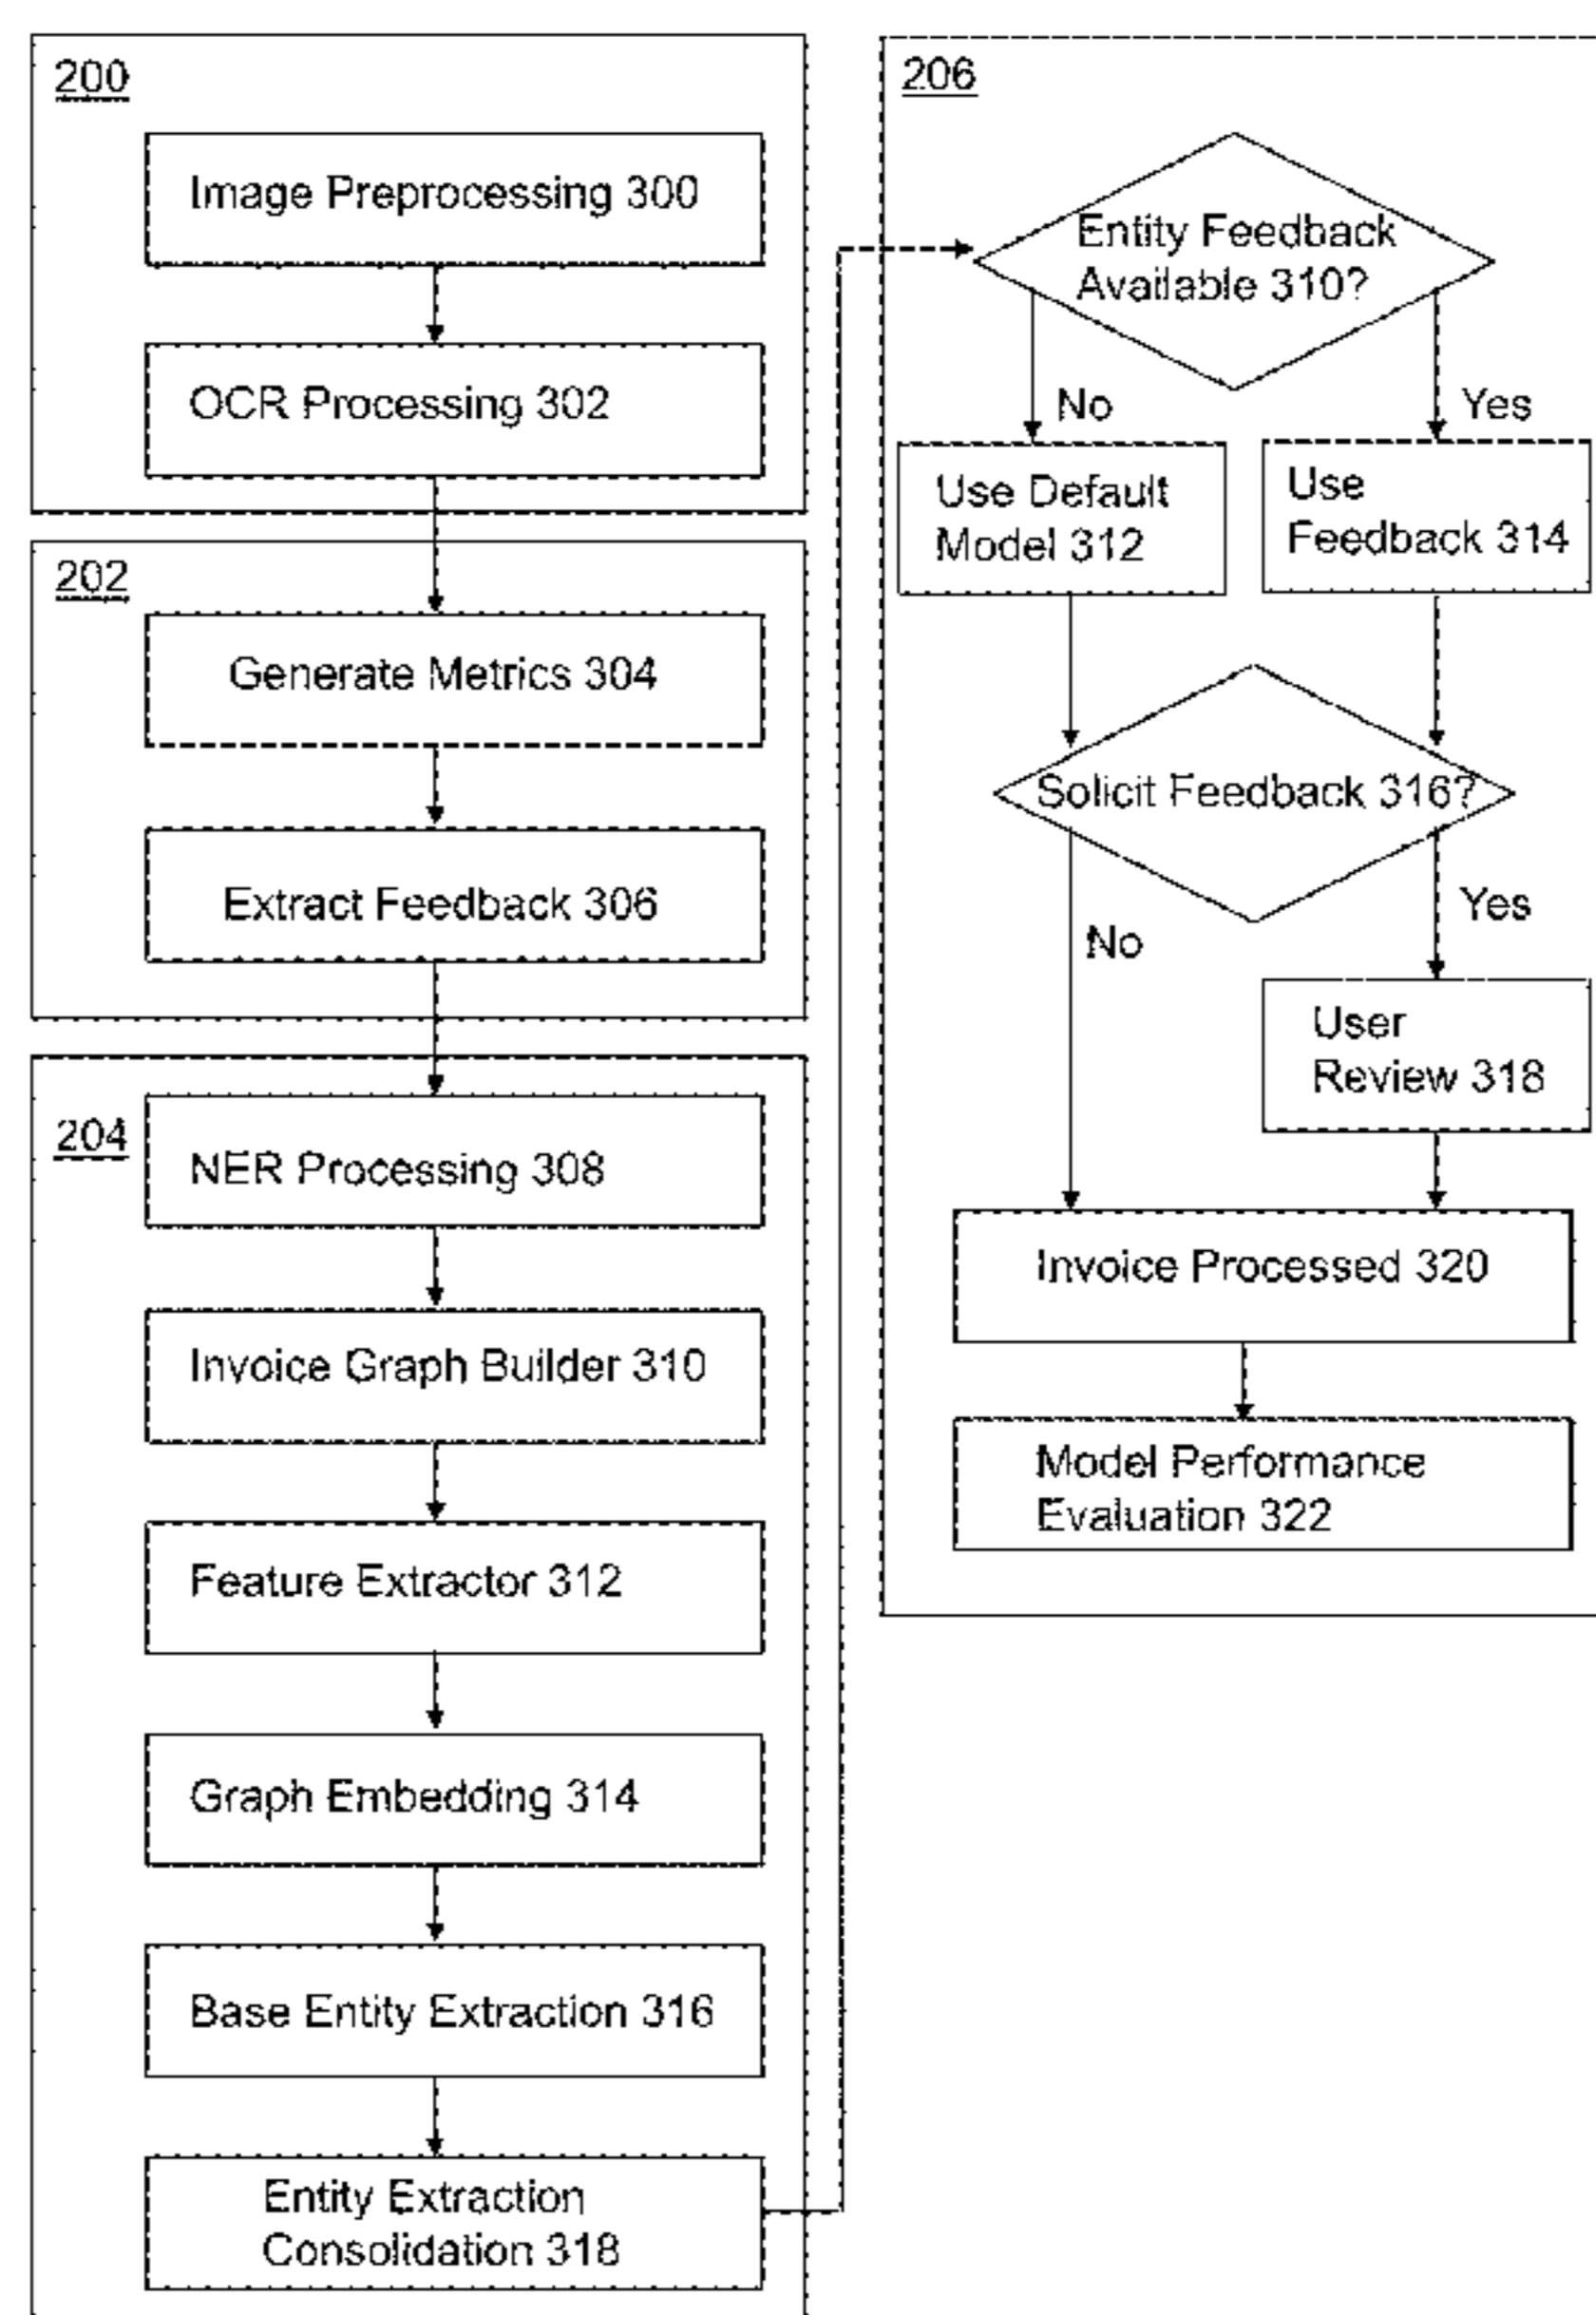 200
Image Preprocessing 300
OCR Processing 302
202
Generate Metrics 304
Extract Feedback 306
204
NER Processing 308
Invoice Graph Builder 310
Feature Extractor 312
Graph Embedding 314
Base Entity Extraction 316
Entity Extraction
Consolidation 318
206
Entity Feedback
Available 310?
No
Yes
Use Default
Model 312
Use
Feedback 314
Solicit Feedback 316?
No
Yes
User
Review 318
Invoice Processed 320
Model Performance
Evaluation 322